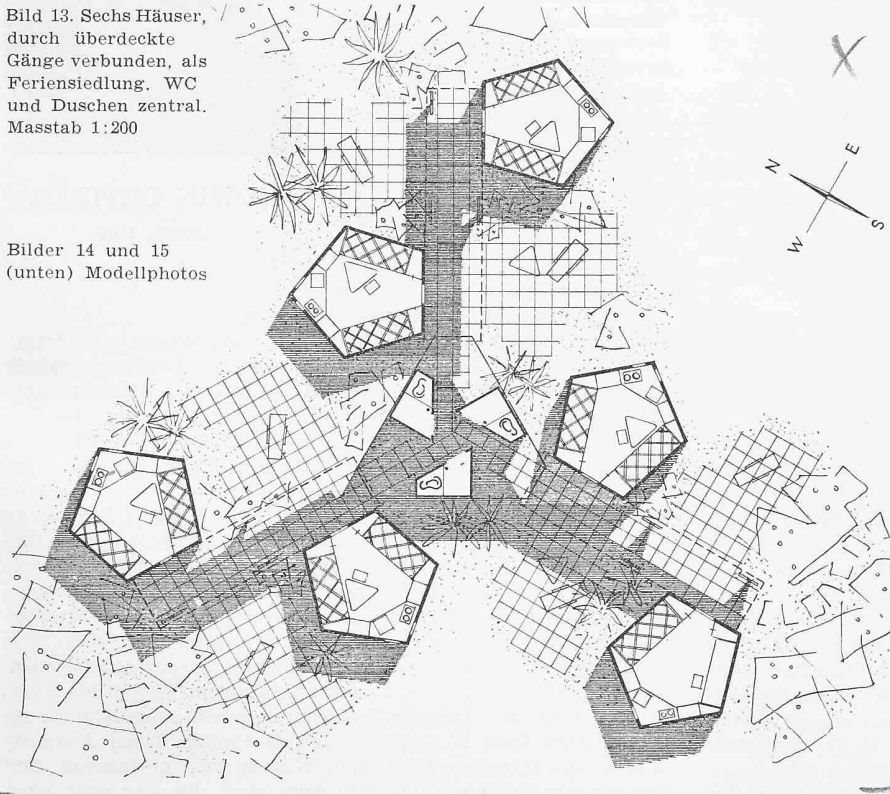 Bild 13. Sechs Häuser,
durch überdeckte
Gänge verbunden, als
Feriensiedlung. WC
und Duschen zentral.
Masstab 1:200
Bilder 14 und 15
(unten) Modellphotos
N
E
W
S